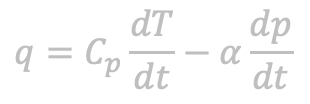 q = C_p dT/dt − α dp/dt